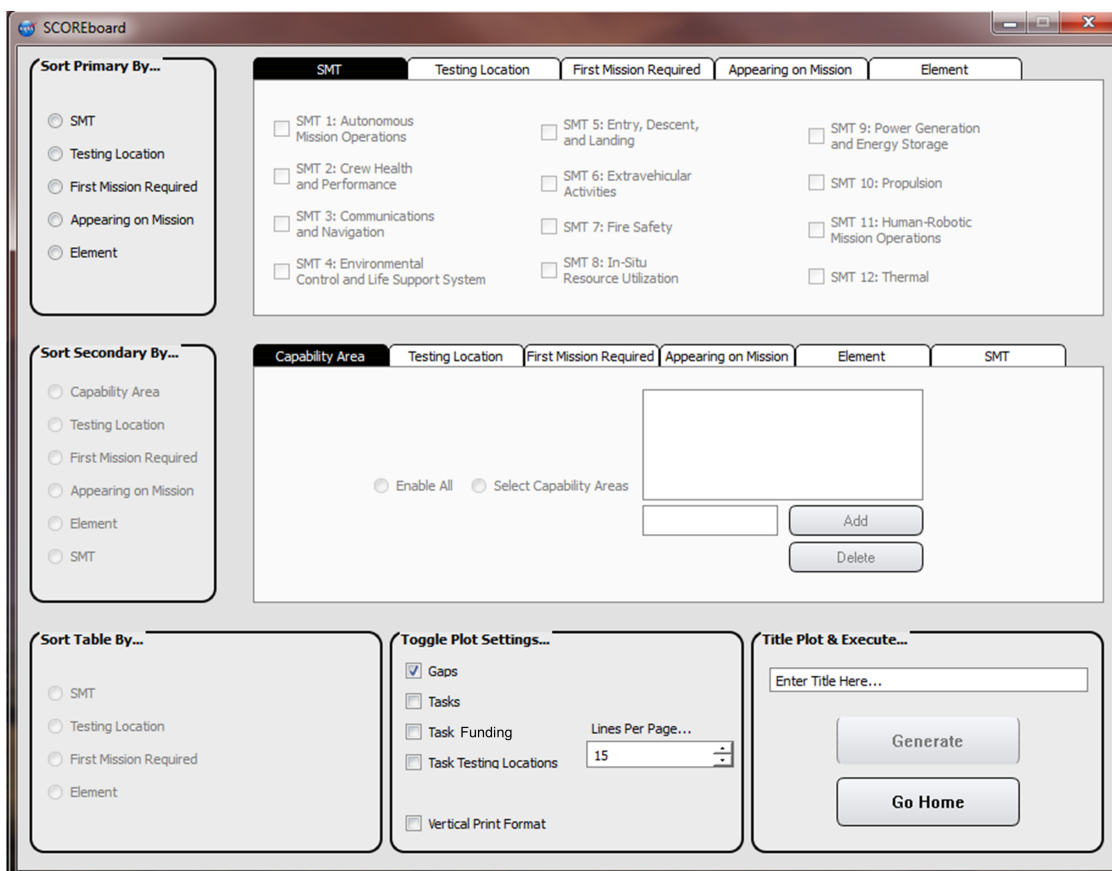 SCOREboard
Sort Primary By...
SMT
Testing Location
First Mission Required
Appearing on Mission
Element
SMT
Testing Location
First Mission Required
Appearing on Mission
Element
SMT 1: Autonomous
Mission Operations
SMT 2: Crew Health
and Performance
SMT 3: Communications
and Navigation
SMT 4: Environmental
Control and Life Support System
SMT 5: Entry, Descent,
and Landing
SMT 6: Extravehicular
Activities
SMT 7: Fire Safety
SMT 8: In-Situ
Resource Utilization
SMT 9: Power Generation
and Energy Storage
SMT 10: Propulsion
SMT 11: Human-Robotic
Mission Operations
SMT 12: Thermal
Sort Secondary By...
Capability Area
Testing Location
First Mission Required
Appearing on Mission
Element
SMT
Capability Area
Testing Location
First Mission Required
Appearing on Mission
Element
SMT
Enable All
Select Capability Areas
Add
Delete
Sort Table By...
SMT
Testing Location
First Mission Required
Element
Toggle Plot Settings...
Gaps
Tasks
Task Funding
Task Testing Locations
Vertical Print Format
Lines Per Page...
15
Title Plot & Execute...
Enter Title Here...
Generate
Go Home